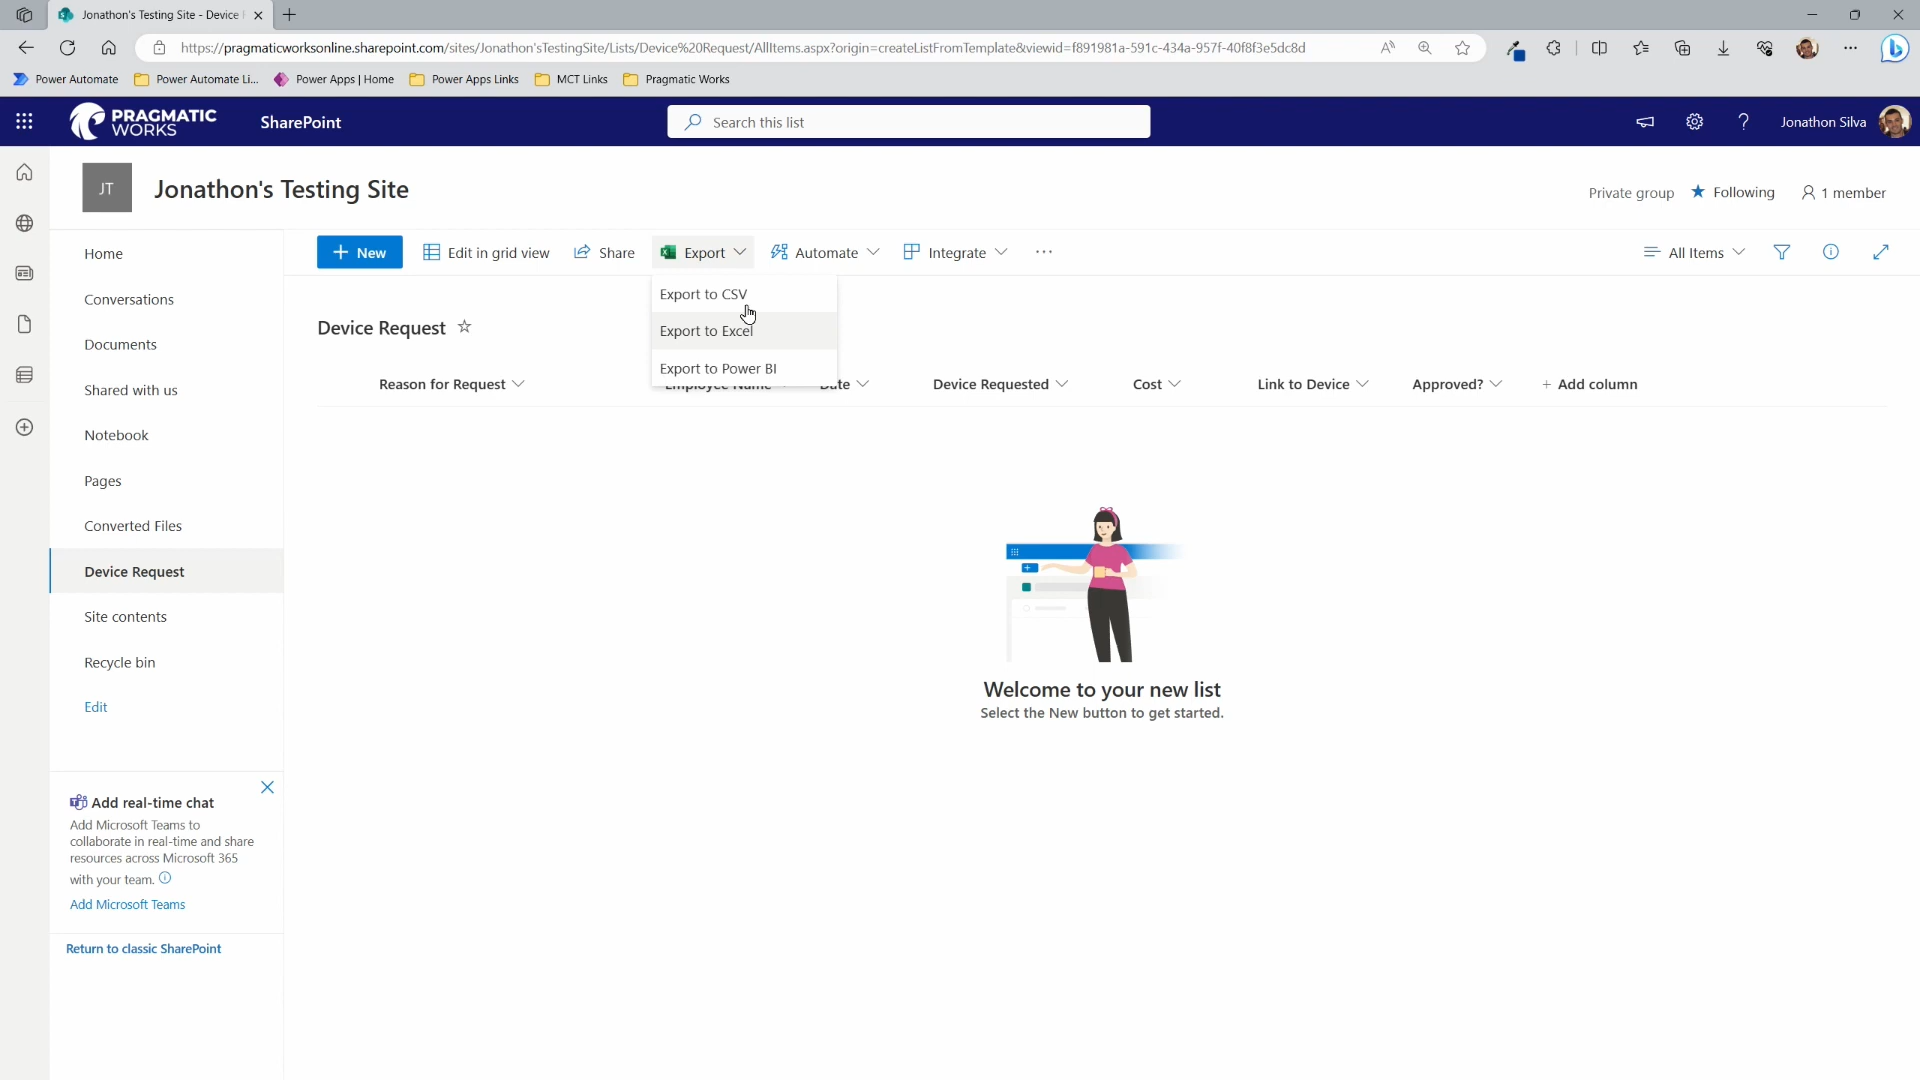 Jonathon's Testing Site - Device
https://pragmaticworksonline.sharepoint.com/sites/Jonathon'sTestingSite/Lists/Device%20Request/AllItems.aspx?origin=createListFromTemplate&viewid=f891981a-591c-434a-957f-40f8f3e5dc8d
Power Automate Power Automate Li... Power Apps | Home Power Apps Links MCT Links Pragmatic Works
PRAGMATIC WORKS SharePoint Search this list Jonathon Silva
JT Jonathon's Testing Site Private group Following 1 member
Home
Conversations
Documents
Shared with us
Notebook
Pages
Converted Files
Device Request
Site contents
Recycle bin
Edit
Add real-time chat
Add Microsoft Teams to
collaborate in real-time and share
resources across Microsoft 365
with your team.
Add Microsoft Teams
Return to classic SharePoint
+ New Edit in grid view Share Export Automate Integrate ... All Items
Export to CSV
Export to Excel
Export to Power BI
Device Request
Reason for Request Employee Name Date Device Requested Cost Link to Device Approved? + Add column
Welcome to your new list
Select the New button to get started.